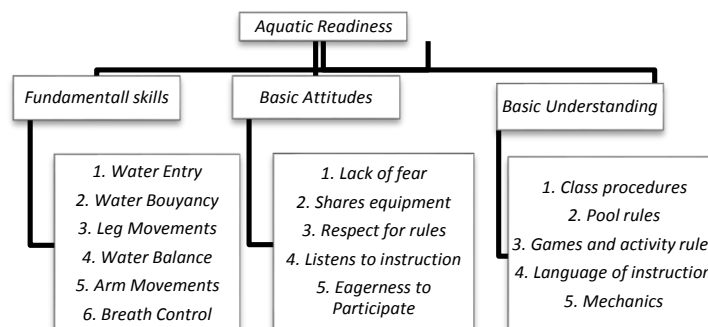 Aquatic Readiness
Fundamentall skills
1. Water Entry
2. Water Bouyancy
3. Leg Movements
4. Water Balance
5. Arm Movements
6. Breath Control
Basic Attitudes
1. Lack of fear
2. Shares equipment
3. Respect for rules
4. Listens to instruction
5. Eagerness to
Participate
Basic Understanding
1. Class procedures
2. Pool rules
3. Games and activity rule
4. Language of instruction
5. Mechanics